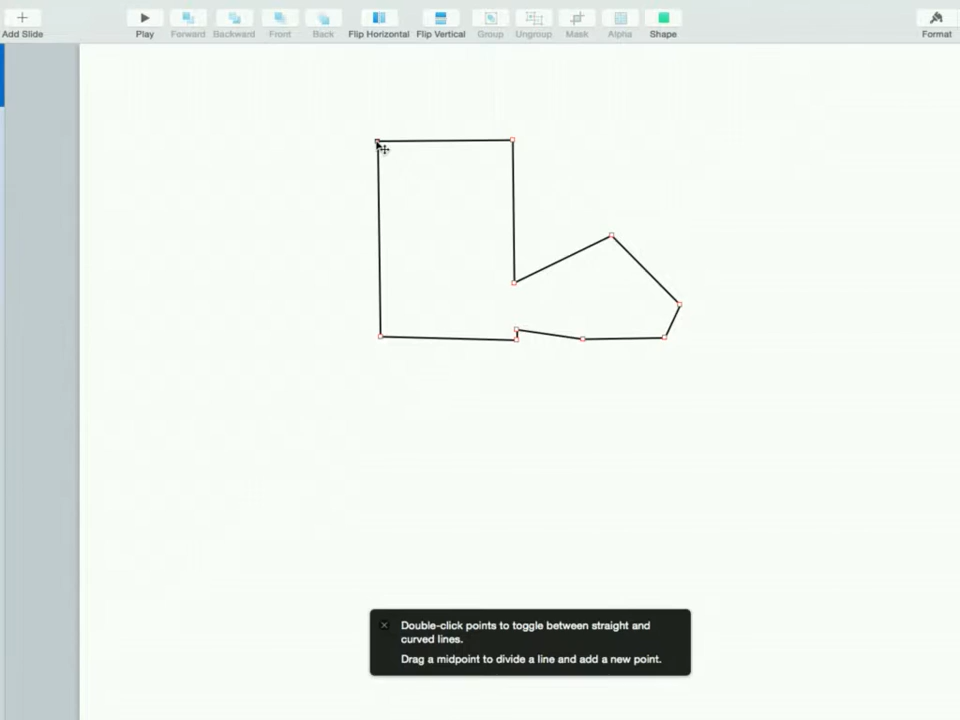 Add Slide
Play
Forward
Backward
Front
Back
Flip Horizontal
Flip Vertical
Group
Ungroup
Mask
Alpha
Shape
Format
Double-click points to toggle between straight and
curved lines.
Drag a midpoint to divide a line and add a new point.